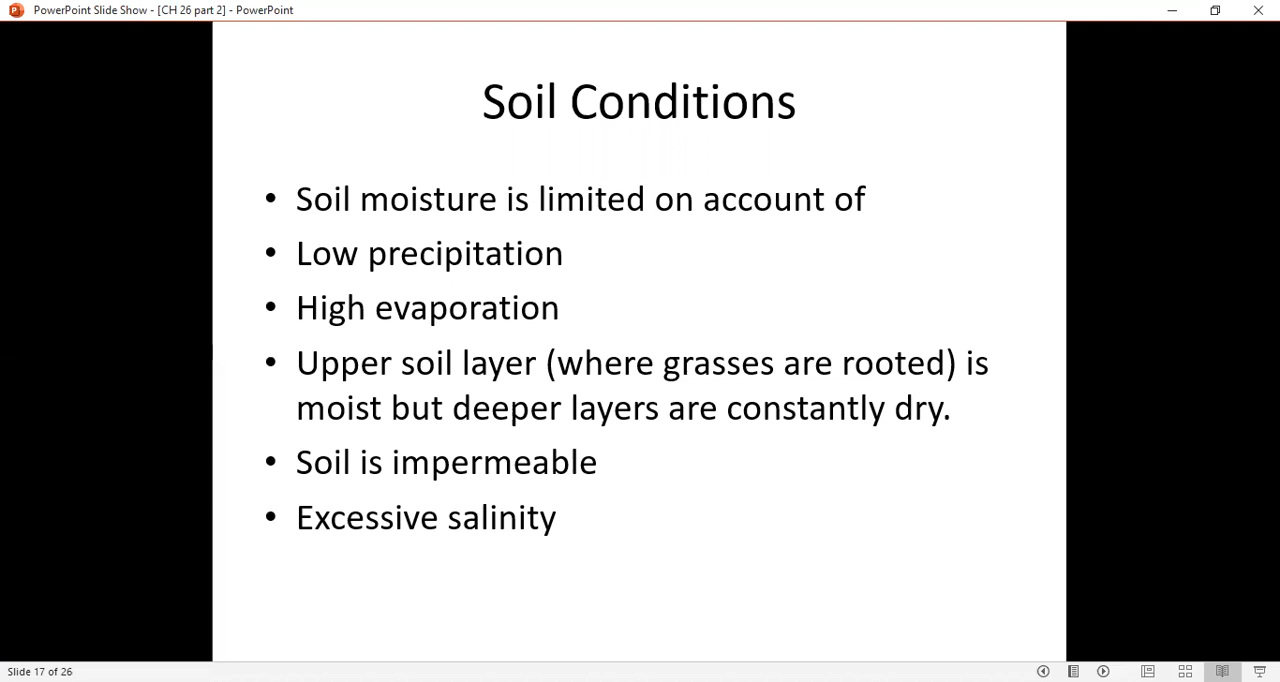 PowerPoint Slide Show - [CH 26 part 2] - PowerPoint
Soil Conditions
• Soil moisture is limited on account of
• Low precipitation
• High evaporation
• Upper soil layer (where grasses are rooted) is
moist but deeper layers are constantly dry.
• Soil is impermeable
• Excessive salinity
Slide 17 of 26